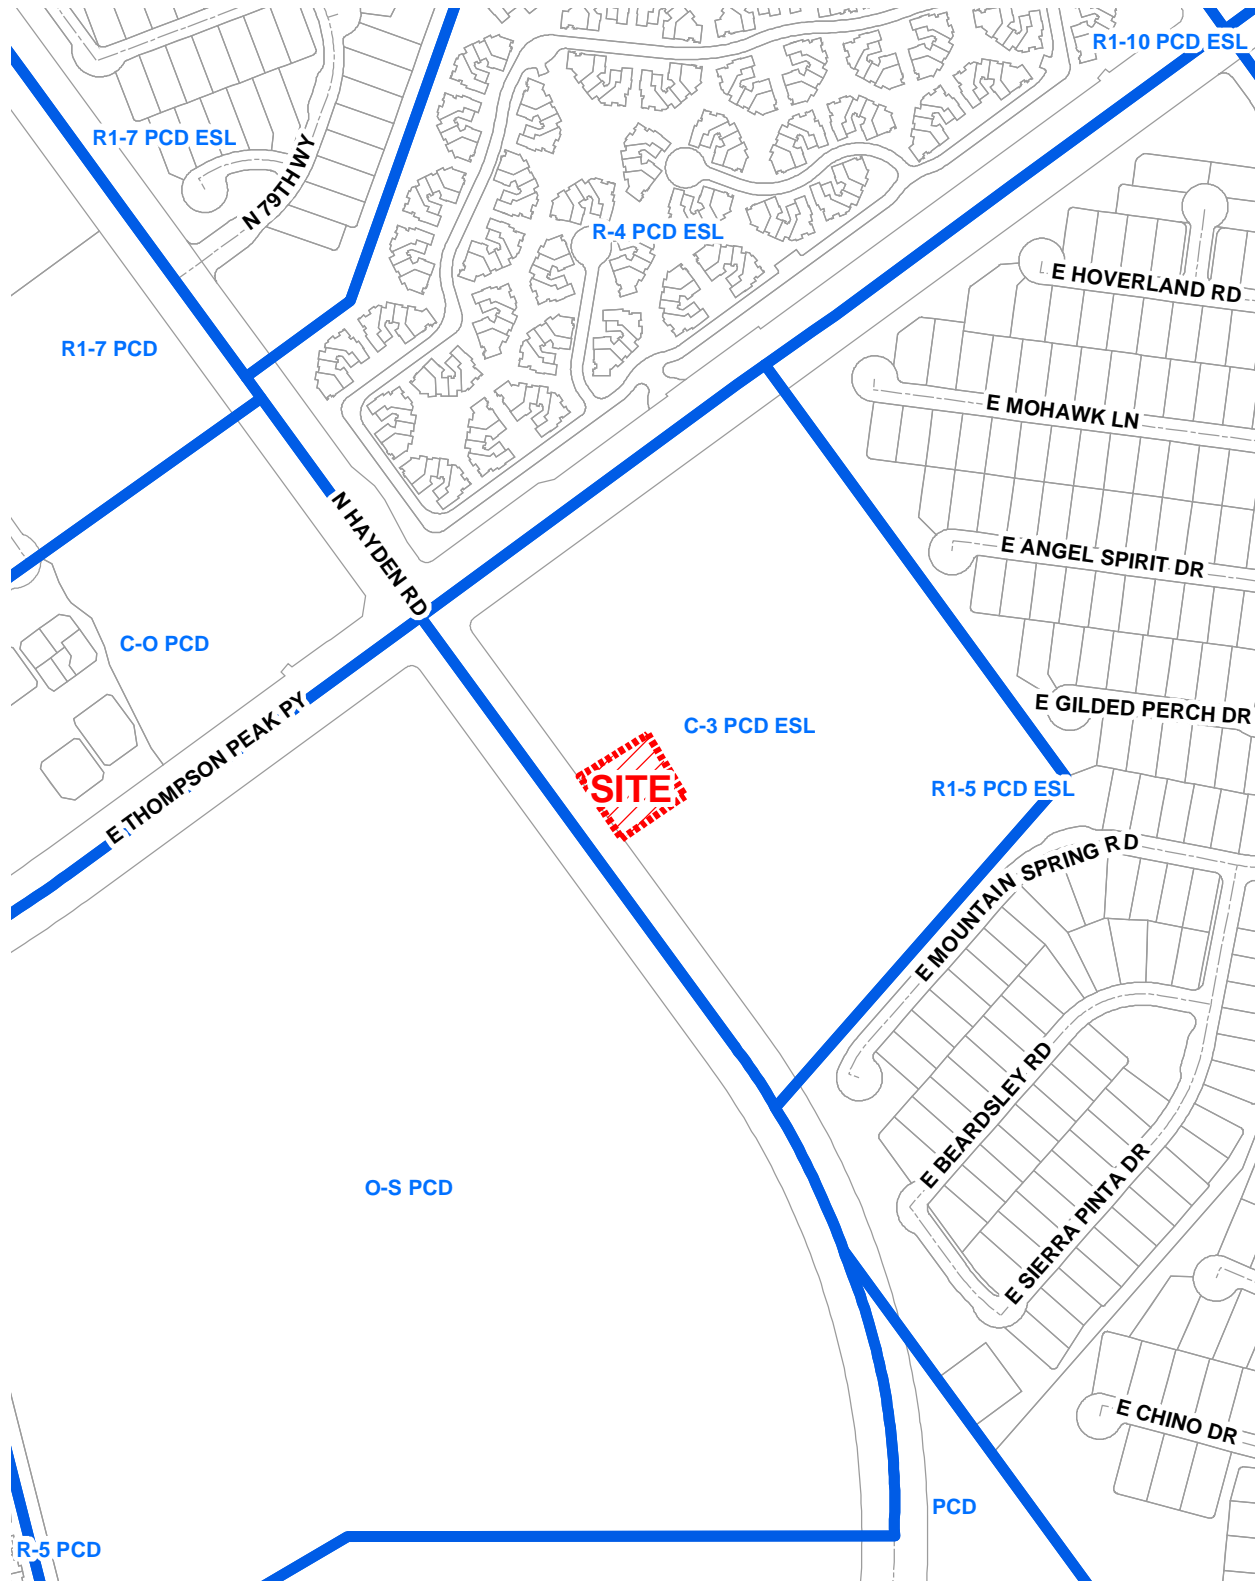 R1-10 PCD ESL
R1-7 PCD ESL
N 79TH WY
R-4 PCD ESL
E HOVERLAND RD
R1-7 PCD
E MOHAWK LN
N HAYDEN RD
E ANGEL SPIRIT DR
C-O PCD
E GILDED PERCH DR
E THOMPSON PEAK PY
C-3 PCD ESL
SITE
R1-5 PCD ESL
E MOUNTAIN SPRING RD
E BEARDSLEY RD
O-S PCD
E SIERRA PINTA DR
E CHINO DR
PCD
R-5 PCD